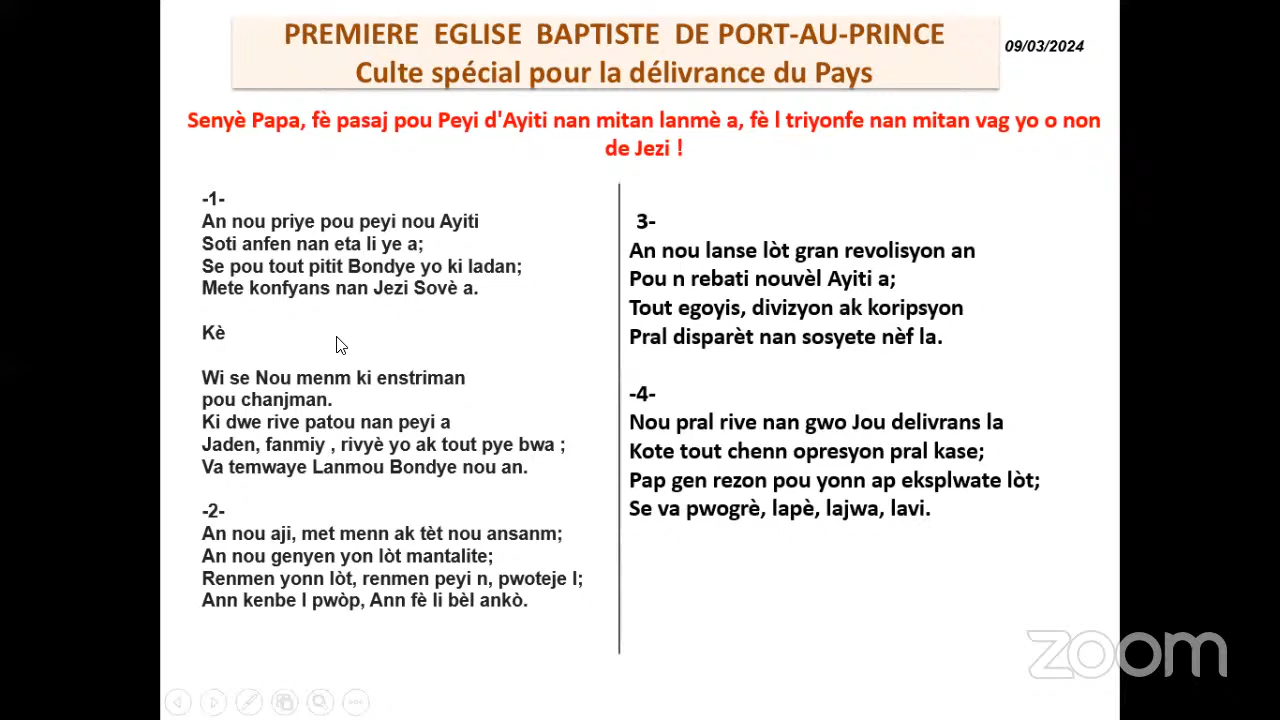 PREMIERE EGLISE BAPTISTE DE PORT-AU-PRINCE
Culte spécial pour la délivrance du Pays
09/03/2024
Senyè Papa, fè pasaj pou Peyi d'Ayiti nan mitan lanmè a, fè l triyonfe nan mitan vag yo o non
de Jezi !
-1-
An nou priye pou peyi nou Ayiti
Soti anfen nan eta li ye a;
Se pou tout pitit Bondye yo ki ladan;
Mete konfyans nan Jezi Sovè a.
Kè
Wi se Nou menm ki enstriman
pou chanjman.
Ki dwe rive patou nan peyi a
Jaden, fanmiy , rivyè yo ak tout pye bwa ;
Va temwaye Lanmou Bondye nou an.
-2-
An nou aji, met menn ak tèt nou ansanm;
An nou genyen yon lòt mantalite;
Renmen yonn lòt, renmen peyi n, pwoteje l;
Ann kenbe l pwòp, Ann fè li bèl ankò.
3-
An nou lanse lòt gran revolisyon an
Pou n rebati nouvèl Ayiti a;
Tout egoyis, divizyon ak koripsyon
Pral disparèt nan sosyete nèf la.
-4-
Nou pral rive nan gwo Jou delivrans la
Kote tout chenn opresyon pral kase;
Pap gen rezon pou yonn ap eksplwate lòt;
Se va pwogrè, lapè, lajwa, lavi.
zoom